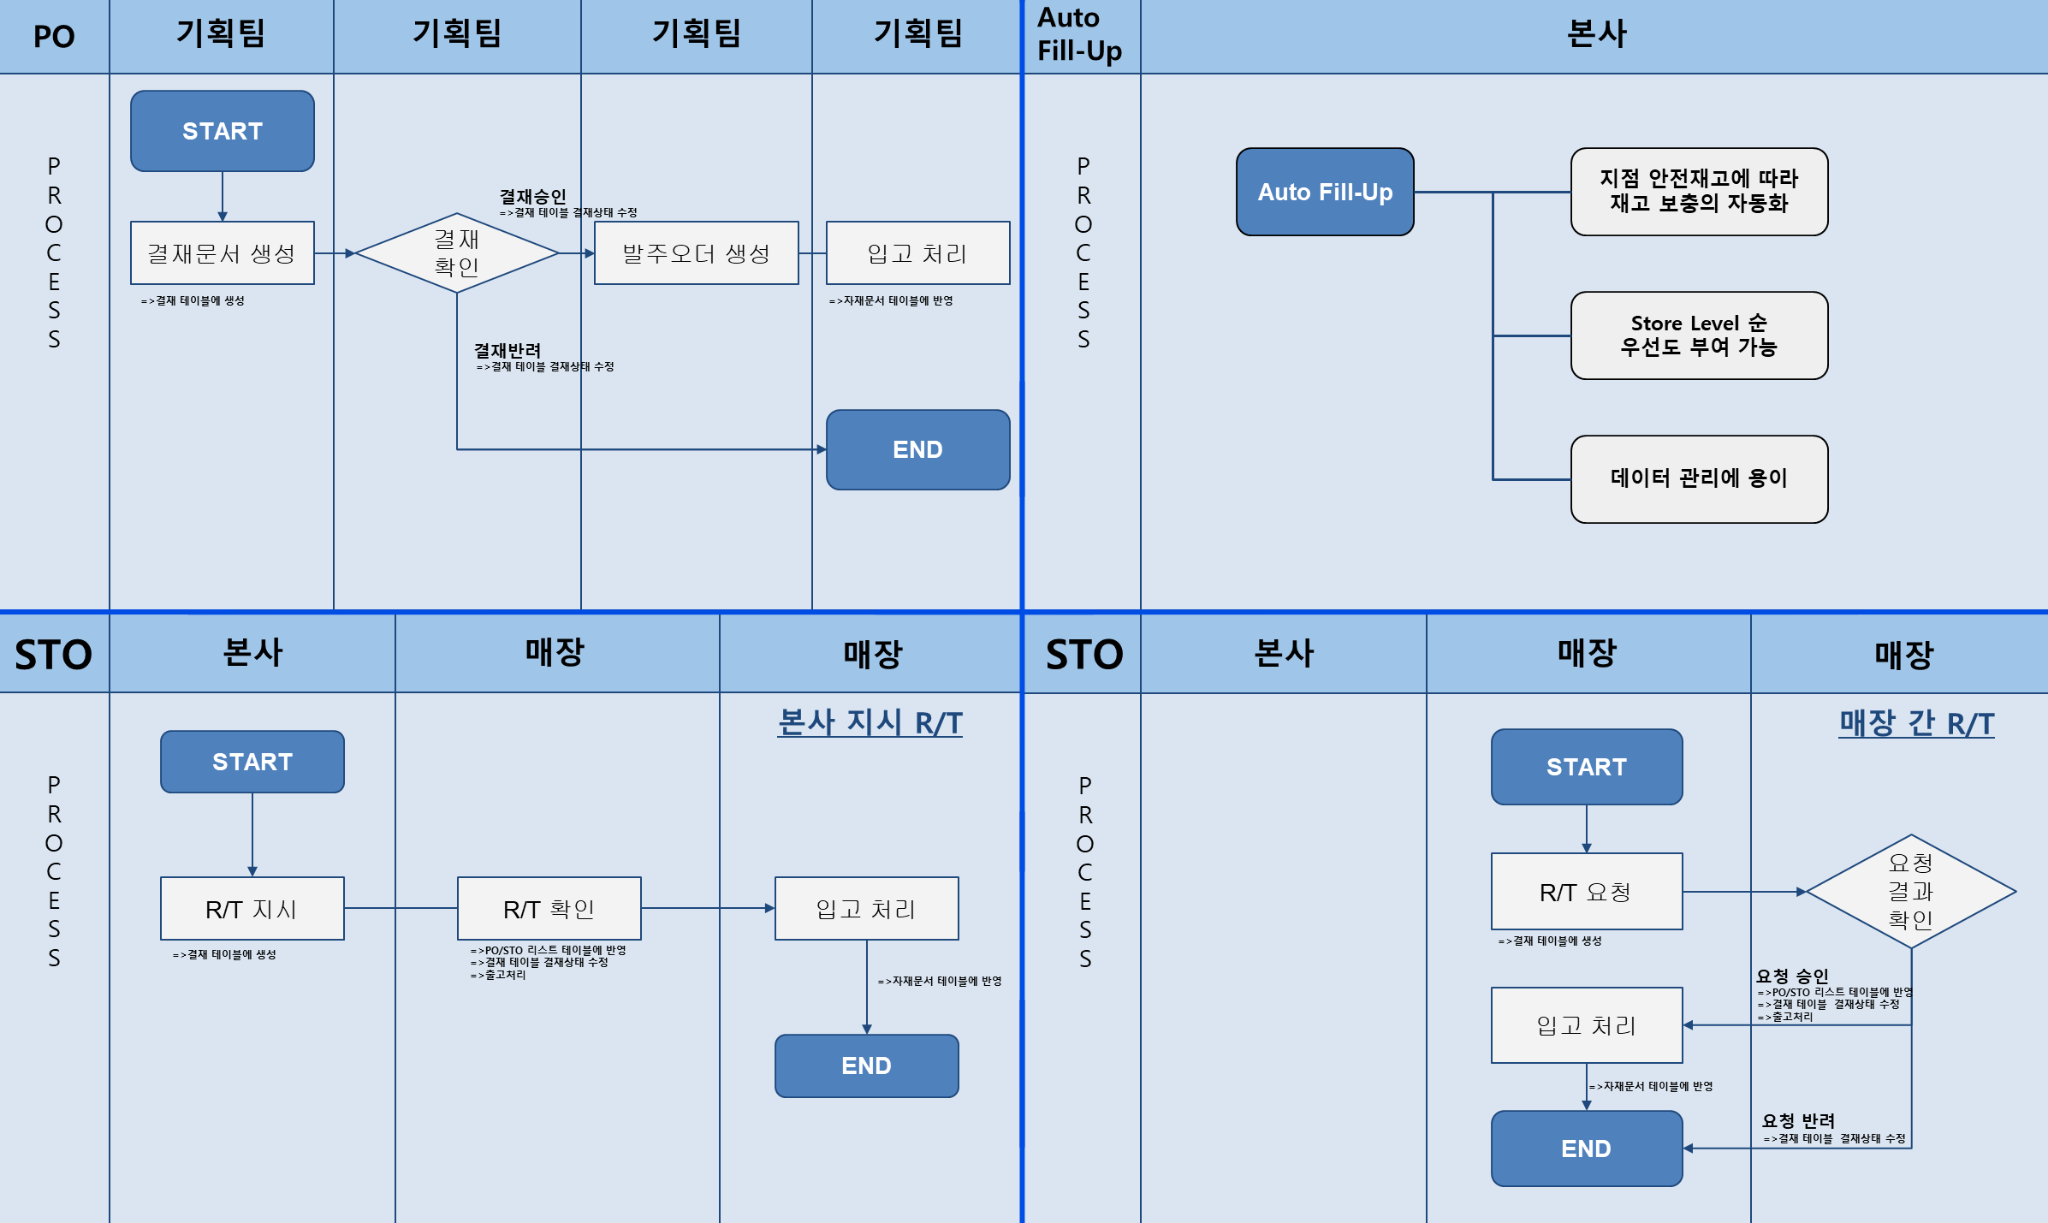 PO
기획팀
기획팀
기획팀
기획팀
P
R
O
C
E
S
S
START
결재문서 생성
=>결재 테이블에 생성
결재
확인
결재승인
=>결재 테이블 결재상태 수정
발주오더 생성
입고 처리
=>자재문서 테이블에 반영
결재반려
=>결재 테이블 결재상태 수정
END
Auto
Fill-Up
본사
P
R
O
C
E
S
S
Auto Fill-Up
지점 안전재고에 따라
재고 보충의 자동화
Store Level 순
우선도 부여 가능
데이터 관리에 용이
STO
본사
매장
매장
본사 지시 R/T
P
R
O
C
E
S
S
START
R/T 지시
=>결재 테이블에 생성
R/T 확인
=>PO/STO 리스트 테이블에 반영
=>결재 테이블 결재상태 수정
=>출고처리
입고 처리
=>자재문서 테이블에 반영
END
STO
본사
매장
매장
매장 간 R/T
P
R
O
C
E
S
S
START
R/T 요청
=>결재 테이블에 생성
요청
결과
확인
요청 승인
=>PO/STO 리스트 테이블에 반영
=>결재 테이블 결재상태 수정
=>출고처리
입고 처리
=>자재문서 테이블에 반영
요청 반려
=>결재 테이블 결재상태 수정
END